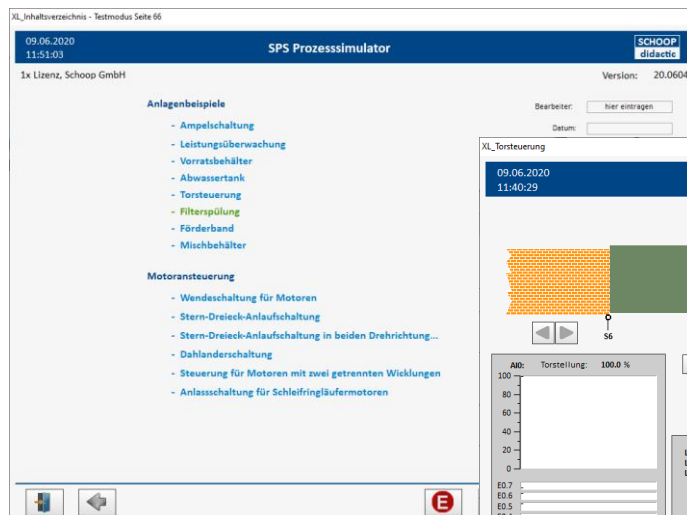 XL_Inhaltsverzeichnis - Testmodus Seite 66
09.06.2020
11:51:03
SPS Prozesssimulator
SCHOOP
didactic
1x Lizenz, Schoop GmbH
Version: 20.0604
Anlagenbeispiele
Bearbeiter: hier eintragen
Datum:
- Ampelschaltung
- Leistungsüberwachung
- Vorratsbehälter
- Abwassertank
- Torsteuerung
- Filterspülung
- Förderband
- Mischbehälter
Motoransteuerung
- Wendeschaltung für Motoren
- Stern-Dreieck-Anlaufschaltung
- Stern-Dreieck-Anlaufschaltung in beiden Drehrichtung...
- Dahlanderschaltung
- Steuerung für Motoren mit zwei getrennten Wicklungen
- Anlassschaltung für Schleifringläufermotoren
E
XL_Torsteuerung
09.06.2020
11:40:29
S6
AI0: Torstellung: 100.0 %
100
80
60
40
20
0
E0.7
E0.6
E0.5